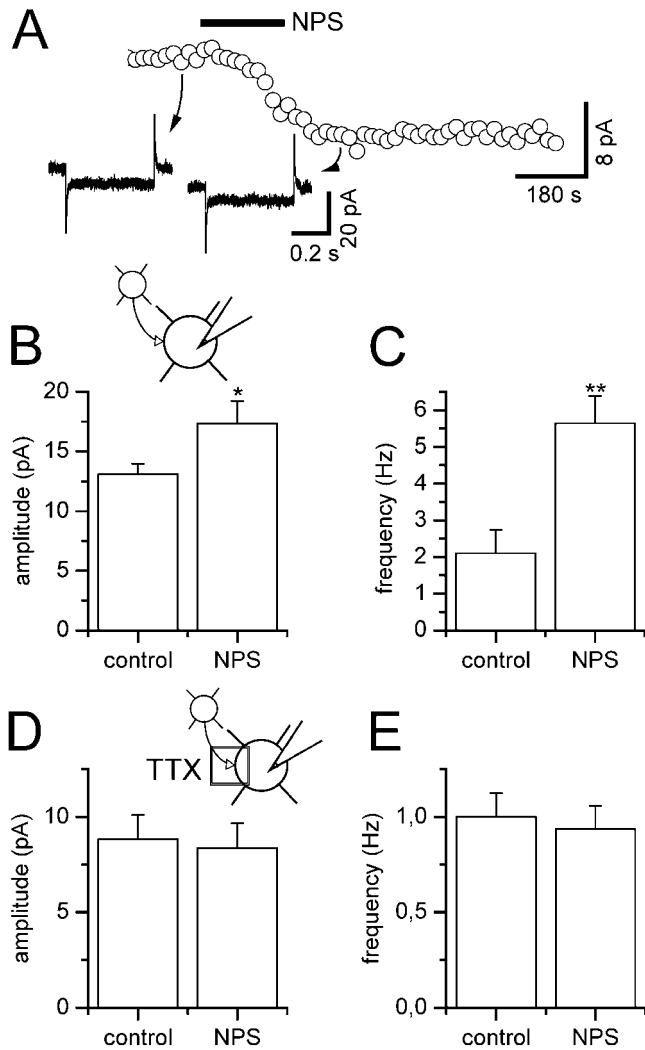 A
NPS
8 pA
180 s
20 pA
0.2 s
B
20
15
10
5
0
amplitude (pA)
*
control
NPS
C
6
5
4
3
2
1
0
frequency (Hz)
**
control
NPS
D
TTX
10
5
0
amplitude (pA)
control
NPS
E
1,0
0,5
0,0
frequency (Hz)
control
NPS